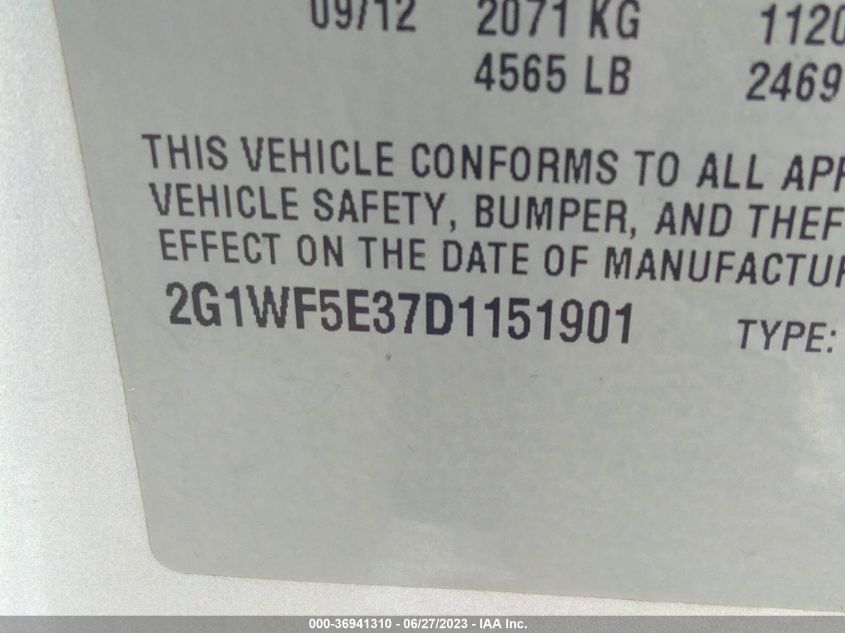 09/12 2071 KG 1120
4565 LB 2469
THIS VEHICLE CONFORMS TO ALL APP
VEHICLE SAFETY, BUMPER, AND THEF
EFFECT ON THE DATE OF MANUFACTUR
2G1WF5E37D1151901 TYPE:
000-36941310 - 06/27/2023 - IAA Inc.